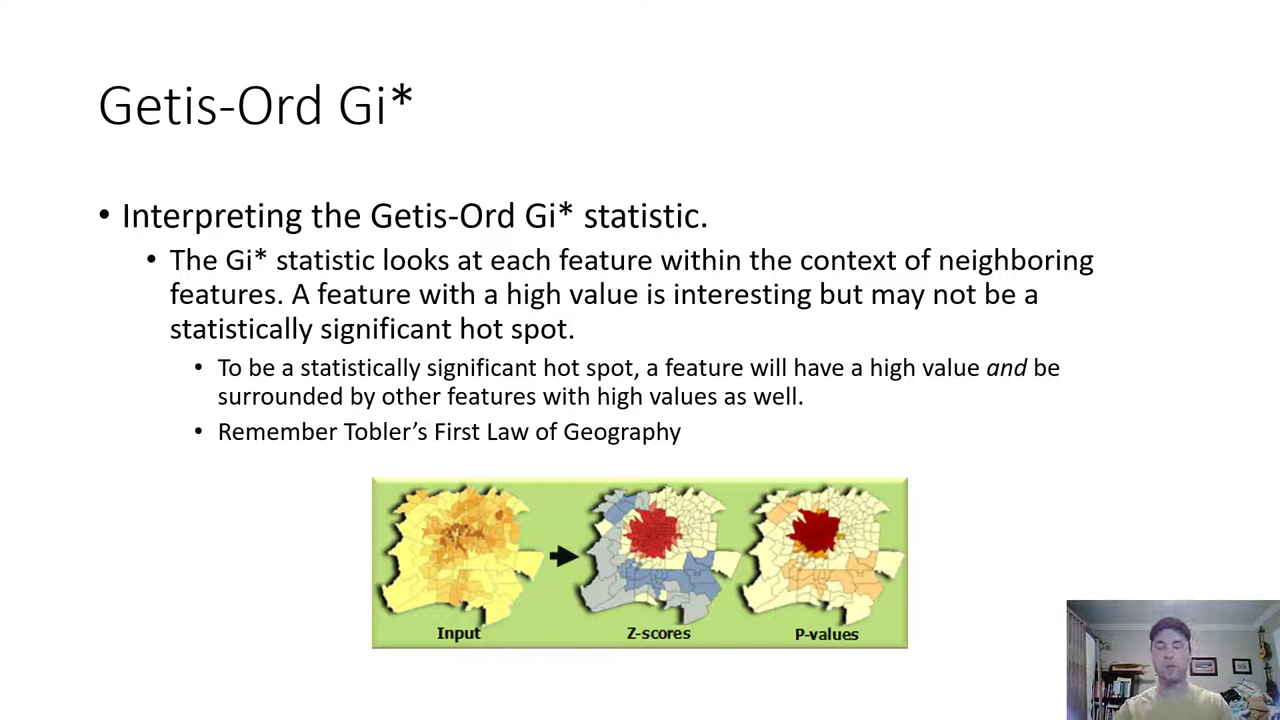 Getis-Ord Gi*
• Interpreting the Getis-Ord Gi* statistic.
• The Gi* statistic looks at each feature within the context of neighboring
features. A feature with a high value is interesting but may not be a
statistically significant hot spot.
• To be a statistically significant hot spot, a feature will have a high value and be
surrounded by other features with high values as well.
• Remember Tobler’s First Law of Geography
Input
Z-scores
P-values